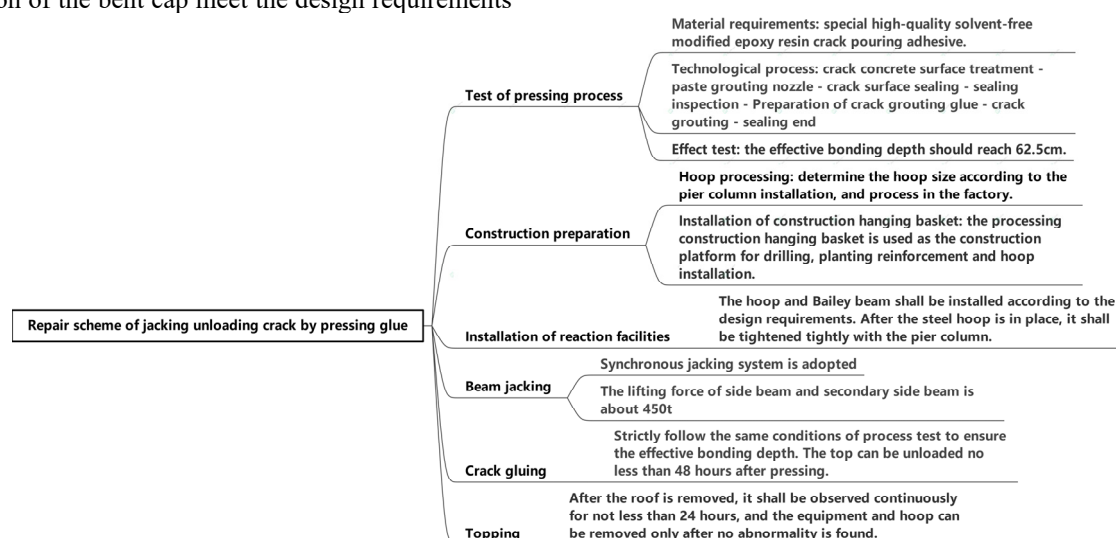 on of the bent cap meet the design requirements
Material requirements: special high-quality solvent-free
modified epoxy resin crack pouring adhesive.
Test of pressing process
Technological process: crack concrete surface treatment -
paste grouting nozzle - crack surface sealing - sealing
inspection - Preparation of crack grouting glue - crack
grouting - sealing end
Effect test: the effective bonding depth should reach 62.5cm.
Hoop processing: determine the hoop size according to the
pier column installation, and process in the factory.
Construction preparation
Installation of construction hanging basket: the processing
construction hanging basket is used as the construction
platform for drilling, planting reinforcement and hoop
installation.
Repair scheme of jacking unloading crack by pressing glue
The hoop and Bailey beam shall be installed according to the
design requirements. After the steel hoop is in place, it shall
be tightened tightly with the pier column.
Installation of reaction facilities
Synchronous jacking system is adopted
Beam jacking
The lifting force of side beam and secondary side beam is
about 450t
Strictly follow the same conditions of process test to ensure
the effective bonding depth. The top can be unloaded no
less than 48 hours after pressing.
Crack gluing
After the roof is removed, it shall be observed continuously
for not less than 24 hours, and the equipment and hoop can
be removed only after no abnormality is found.
Topping